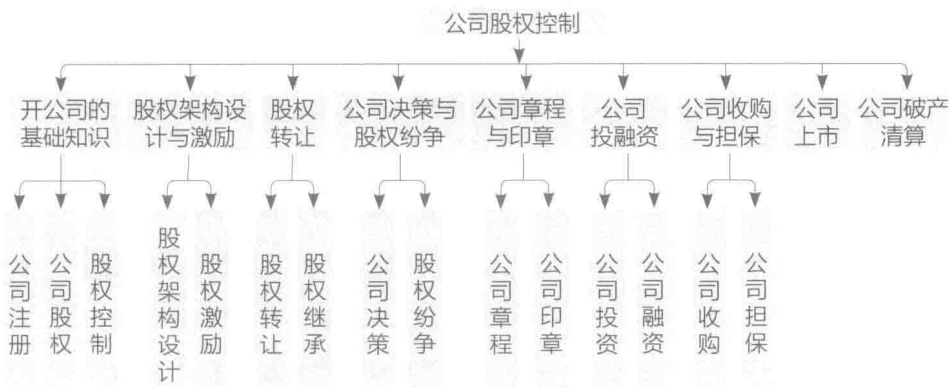 公司股权控制
开公司的
基础知识
股权架构设
计与激励
股权
转让
公司决策与
股权纷争
公司章程
与印章
公司
投融资
公司收购
与担保
公司
上市
公司破产
清算
公司注册
公司股权
股权控制
股权架构设计
股权激励
股权转让
股权继承
公司决策
股权纷争
公司章程
公司印章
公司投资
公司融资
公司收购
公司担保